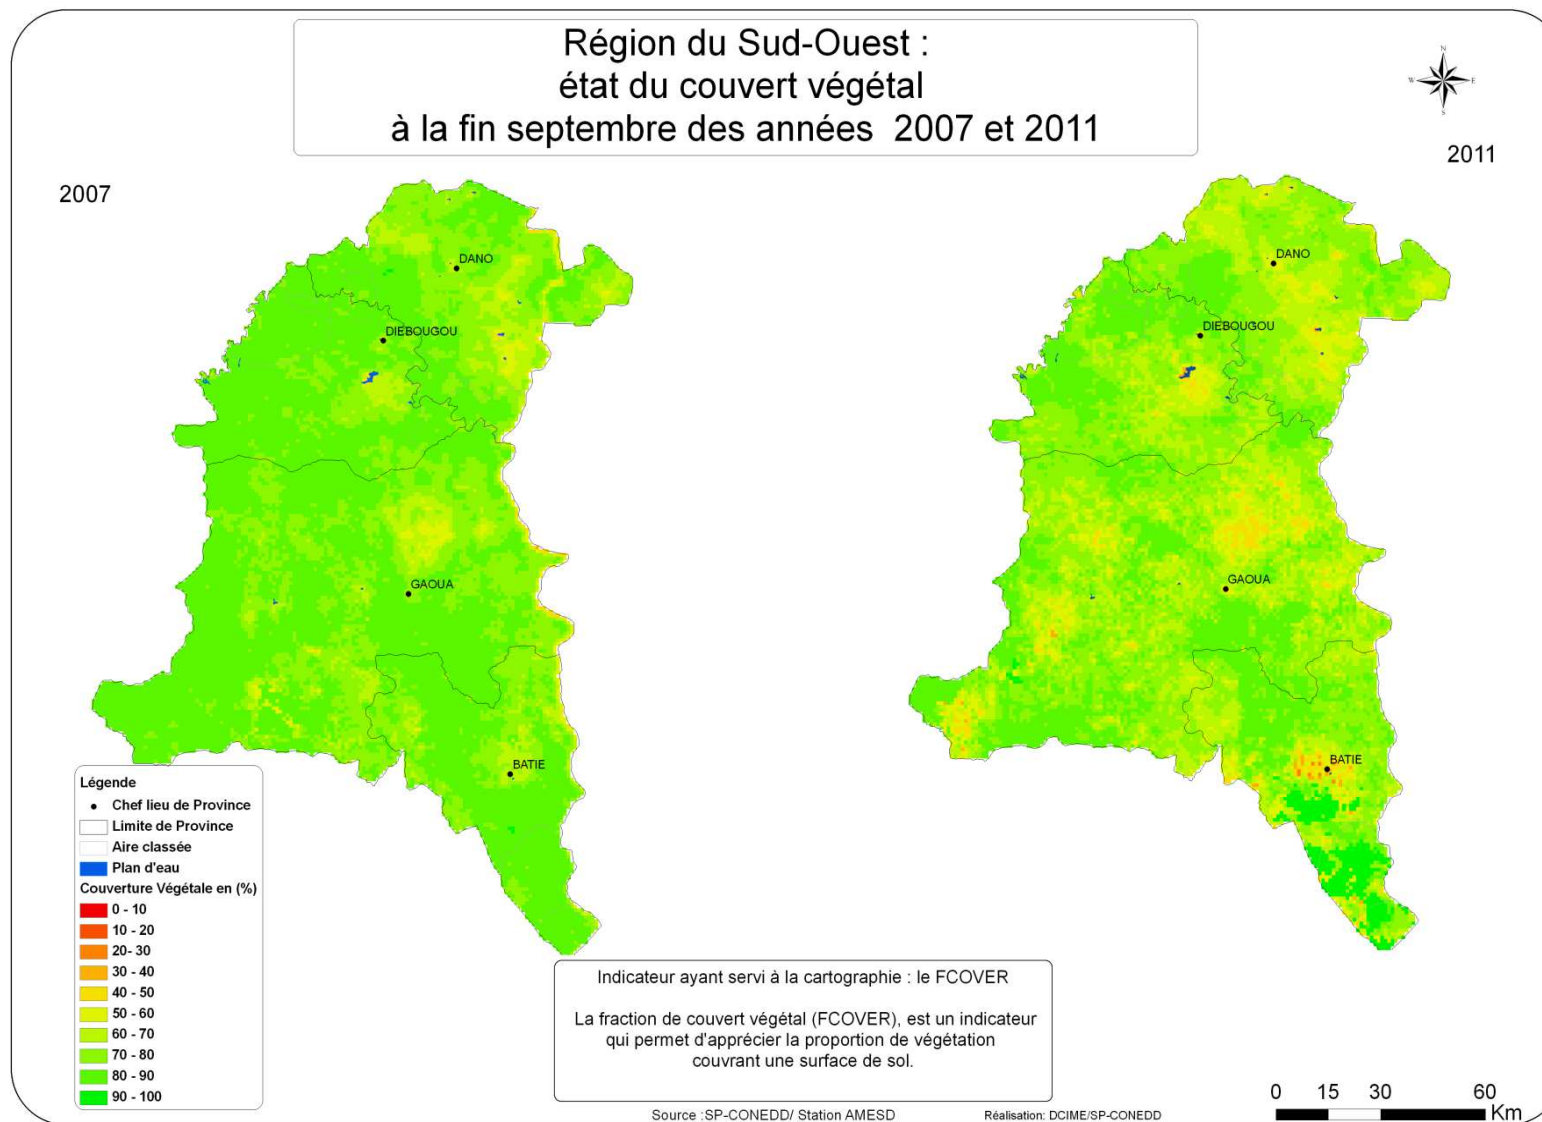 Région du Sud-Ouest :
état du couvert végétal
à la fin septembre des années 2007 et 2011
N
W
E
S
2007
2011
DANO
DIEBOUGOU
GAOUA
BATIE
DANO
DIEBOUGOU
GAOUA
BATIE
Légende
Chef lieu de Province
Limite de Province
Aire classée
Plan d'eau
Couverture Végétale en (%)
0 - 10
10 - 20
20- 30
30 - 40
40 - 50
50 - 60
60 - 70
70 - 80
80 - 90
90 - 100
Indicateur ayant servi à la cartographie : le FCOVER
La fraction de couvert végétal (FCOVER), est un indicateur
qui permet d'apprécier la proportion de végétation
couvrant une surface de sol.
Source :SP-CONEDD/ Station AMESD
Réalisation: DCIME/SP-CONEDD
0 15 30 60
Km